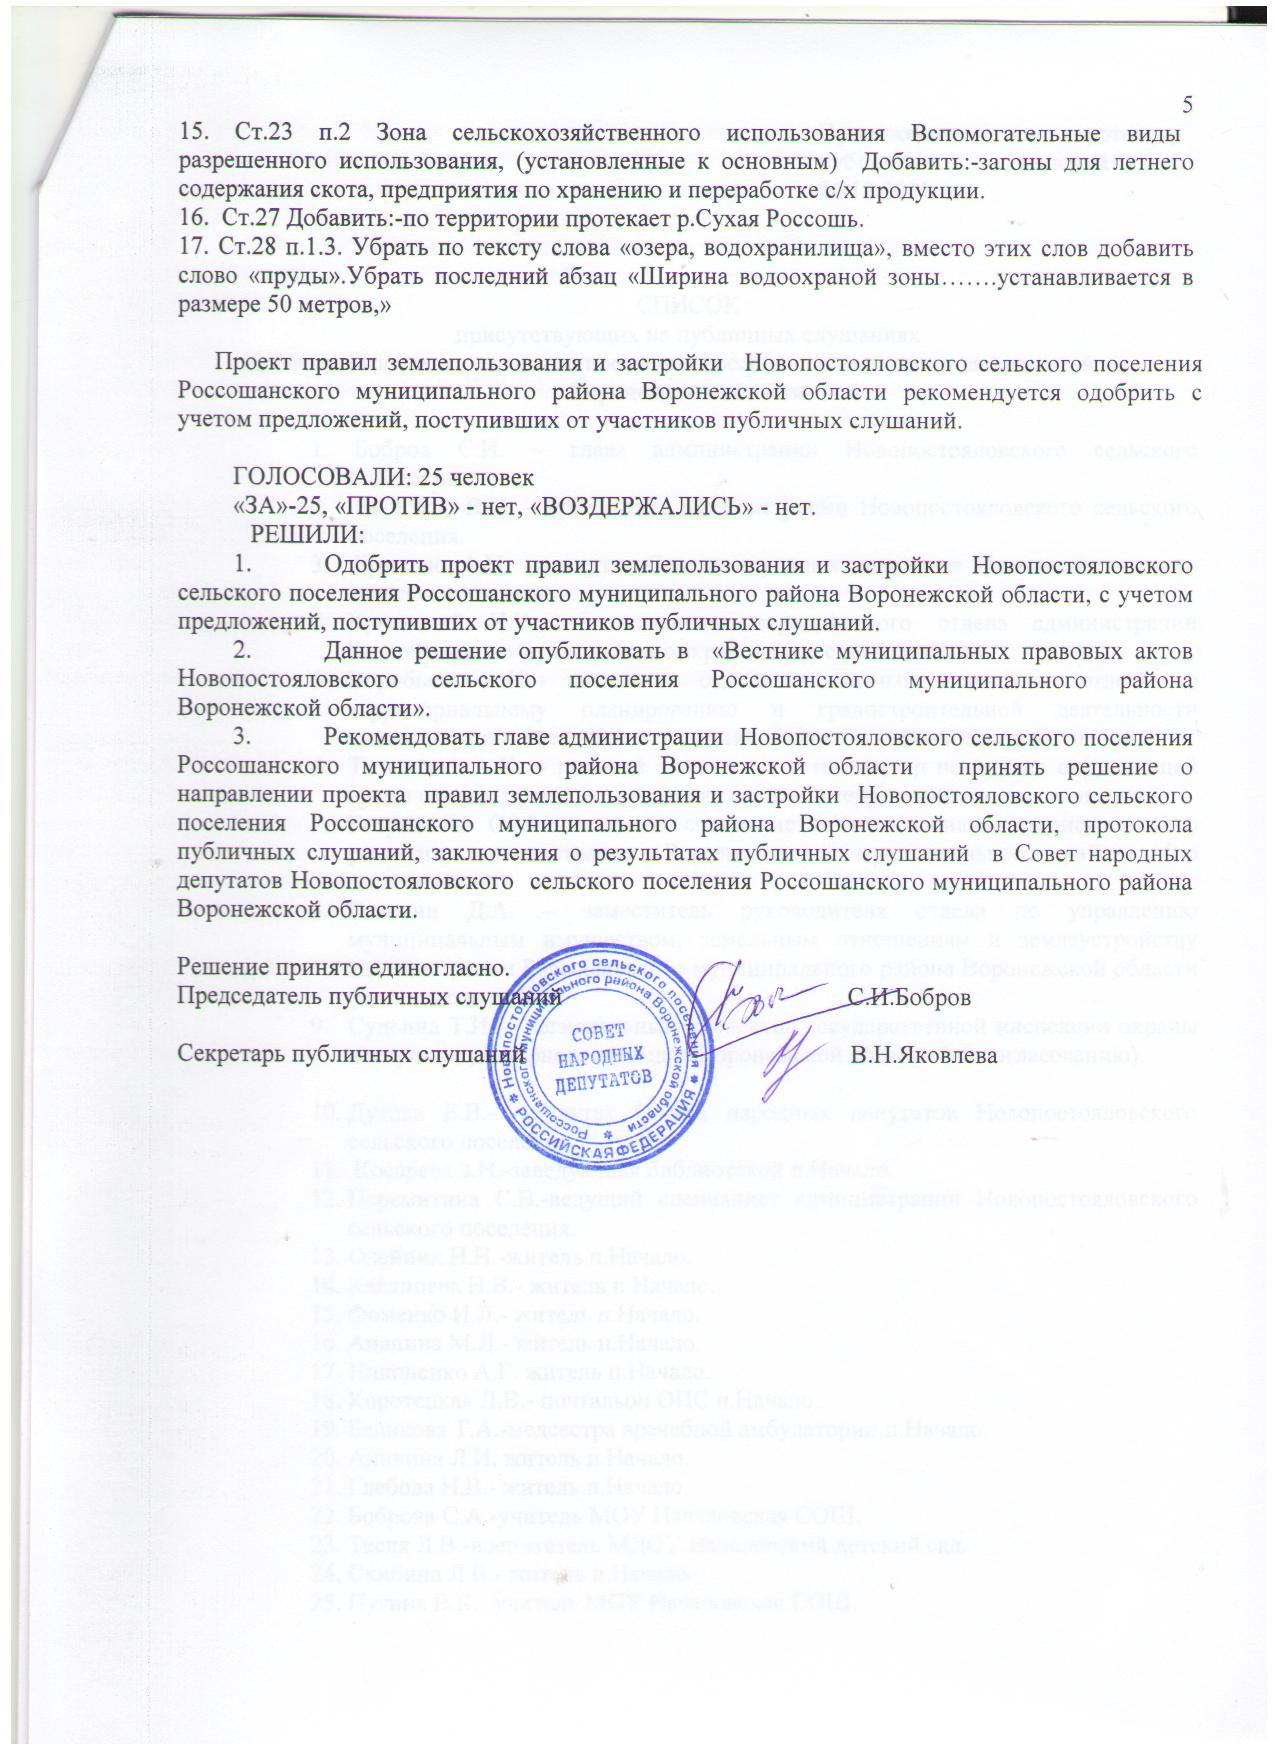 5
15. Ст.23 п.2 Зона сельскохозяйственного использования Вспомогательные виды
разрешенного использования, (установленные к основным) Добавить:-загоны для летнего
содержания скота, предприятия по хранению и переработке с/х продукции.
16. Ст.27 Добавить:-по территории протекает р.Сухая Россошь.
17. Ст.28 п.1.3. Убрать по тексту слова «озера, водохранилища», вместо этих слов добавить
слово «пруды».Убрать последний абзац «Ширина водоохраной зоны…….устанавливается в
размере 50 метров,»
Проект правил землепользования и застройки Новопостояловского сельского поселения
Россошанского муниципального района Воронежской области рекомендуется одобрить с
учетом предложений, поступивших от участников публичных слушаний.
ГОЛОСОВАЛИ: 25 человек
«ЗА»-25, «ПРОТИВ» - нет, «ВОЗДЕРЖАЛИСЬ» - нет.
РЕШИЛИ:
1. Одобрить проект правил землепользования и застройки Новопостояловского
сельского поселения Россошанского муниципального района Воронежской области, с учетом
предложений, поступивших от участников публичных слушаний.
2. Данное решение опубликовать в «Вестнике муниципальных правовых актов
Новопостояловского сельского поселения Россошанского муниципального района
Воронежской области».
3. Рекомендовать главе администрации Новопостояловского сельского поселения
Россошанского муниципального района Воронежской области принять решение о
направлении проекта правил землепользования и застройки Новопостояловского сельского
поселения Россошанского муниципального района Воронежской области, протокола
публичных слушаний, заключения о результатах публичных слушаний в Совет народных
депутатов Новопостояловского сельского поселения Россошанского муниципального района
Воронежской области.
Решение принято единогласно.
Председатель публичных слушаний С.И.Бобров
Секретарь публичных слушаний В.Н.Яковлева
Новопостояловского сельского поселения
РОССИЙСКАЯ ФЕДЕРАЦИЯ
Россошанского муниципального района Воронежской области
СОВЕТ
НАРОДНЫХ
ДЕПУТАТОВ